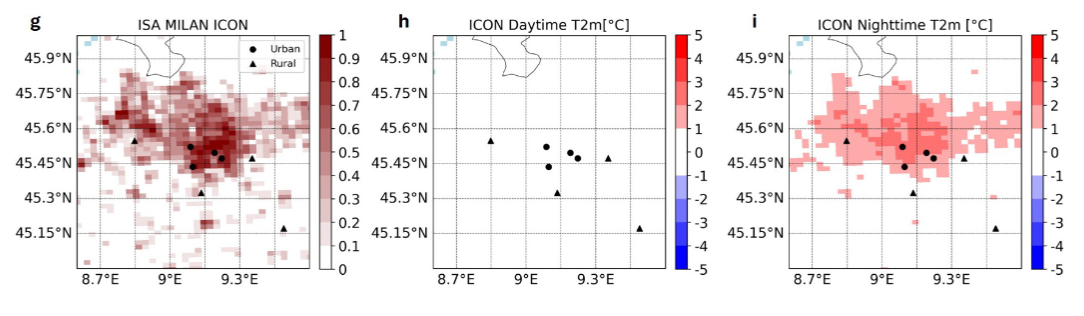 g
ISA MILAN ICON
Urban
Rural
45.9°N
45.75°N
45.6°N
45.45°N
45.3°N
45.15°N
8.7°E
9°E
9.3°E
1
0.9
0.8
0.7
0.6
0.5
0.4
0.3
0.2
0.1
0
h
ICON Daytime T2m[°C]
45.9°N
45.75°N
45.6°N
45.45°N
45.3°N
45.15°N
8.7°E
9°E
9.3°E
5
4
3
2
1
0
-1
-2
-3
-4
-5
i
ICON Nighttime T2m [°C]
45.9°N
45.75°N
45.6°N
45.45°N
45.3°N
45.15°N
8.7°E
9°E
9.3°E
5
4
3
2
1
0
-1
-2
-3
-4
-5